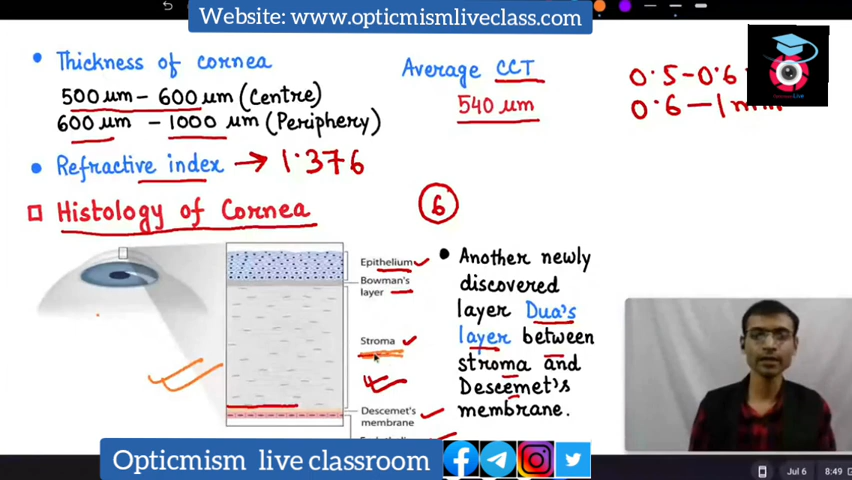 Website: www.opticmismliveclass.com
• Thickness of cornea
500 um – 600 um (Centre)
600 um – 1000 um (Periphery)
• Refractive index → 1.376
Average CCT
540 um
0.5 – 0.6
0.6 – 1 mm
Histology of Cornea
6
Epithelium
Bowman's
layer
Stroma
Descemet's
membrane
• Another newly
discovered
layer Dua's
layer between
stroma and
Descemet's
membrane.
Opticmism live classroom
Jul 6
8:49